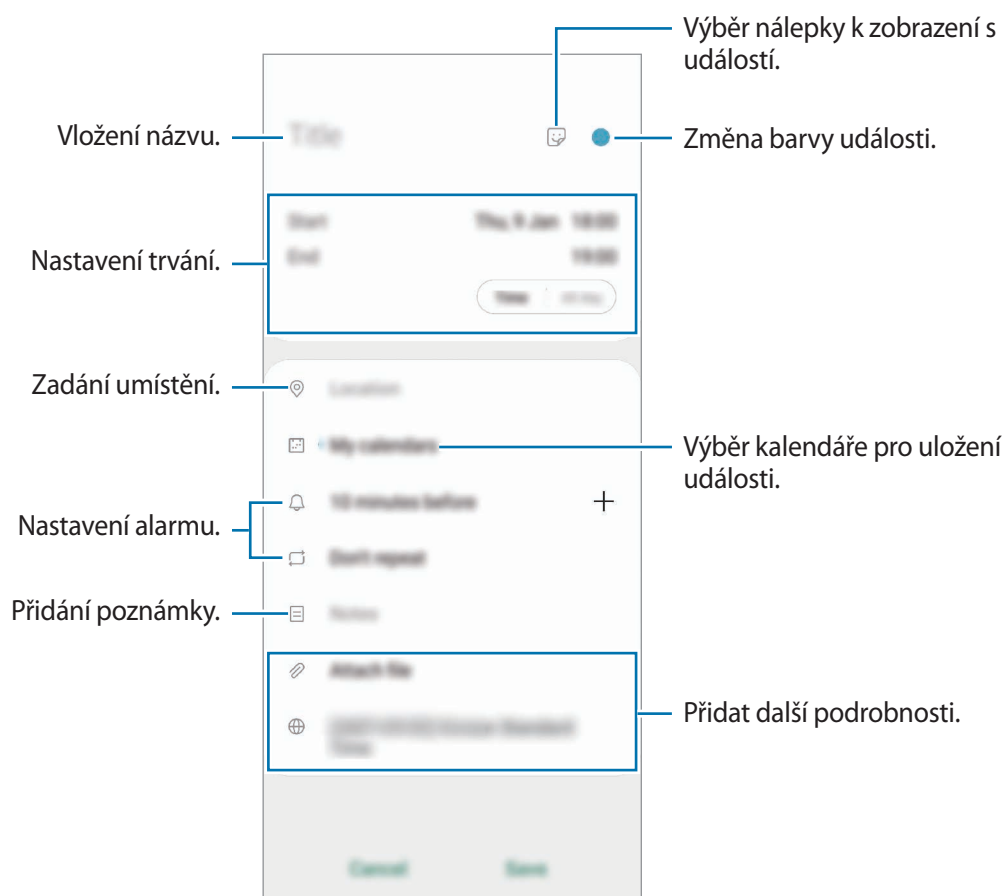 Výběr nálepky k zobrazení s
událostí.
Vložení názvu.
Title
Změna barvy události.
Start
Thu, 9 Jan 18:00
End
19:00
Nastavení trvání.
Time
Zadání umístění.
Location
My calendars
Výběr kalendáře pro uložení
události.
10 minutes before
Nastavení alarmu.
Don't repeat
Přidání poznámky.
Notes
Attach file
Přidat další podrobnosti.
Standard
Time
Cancel
Save